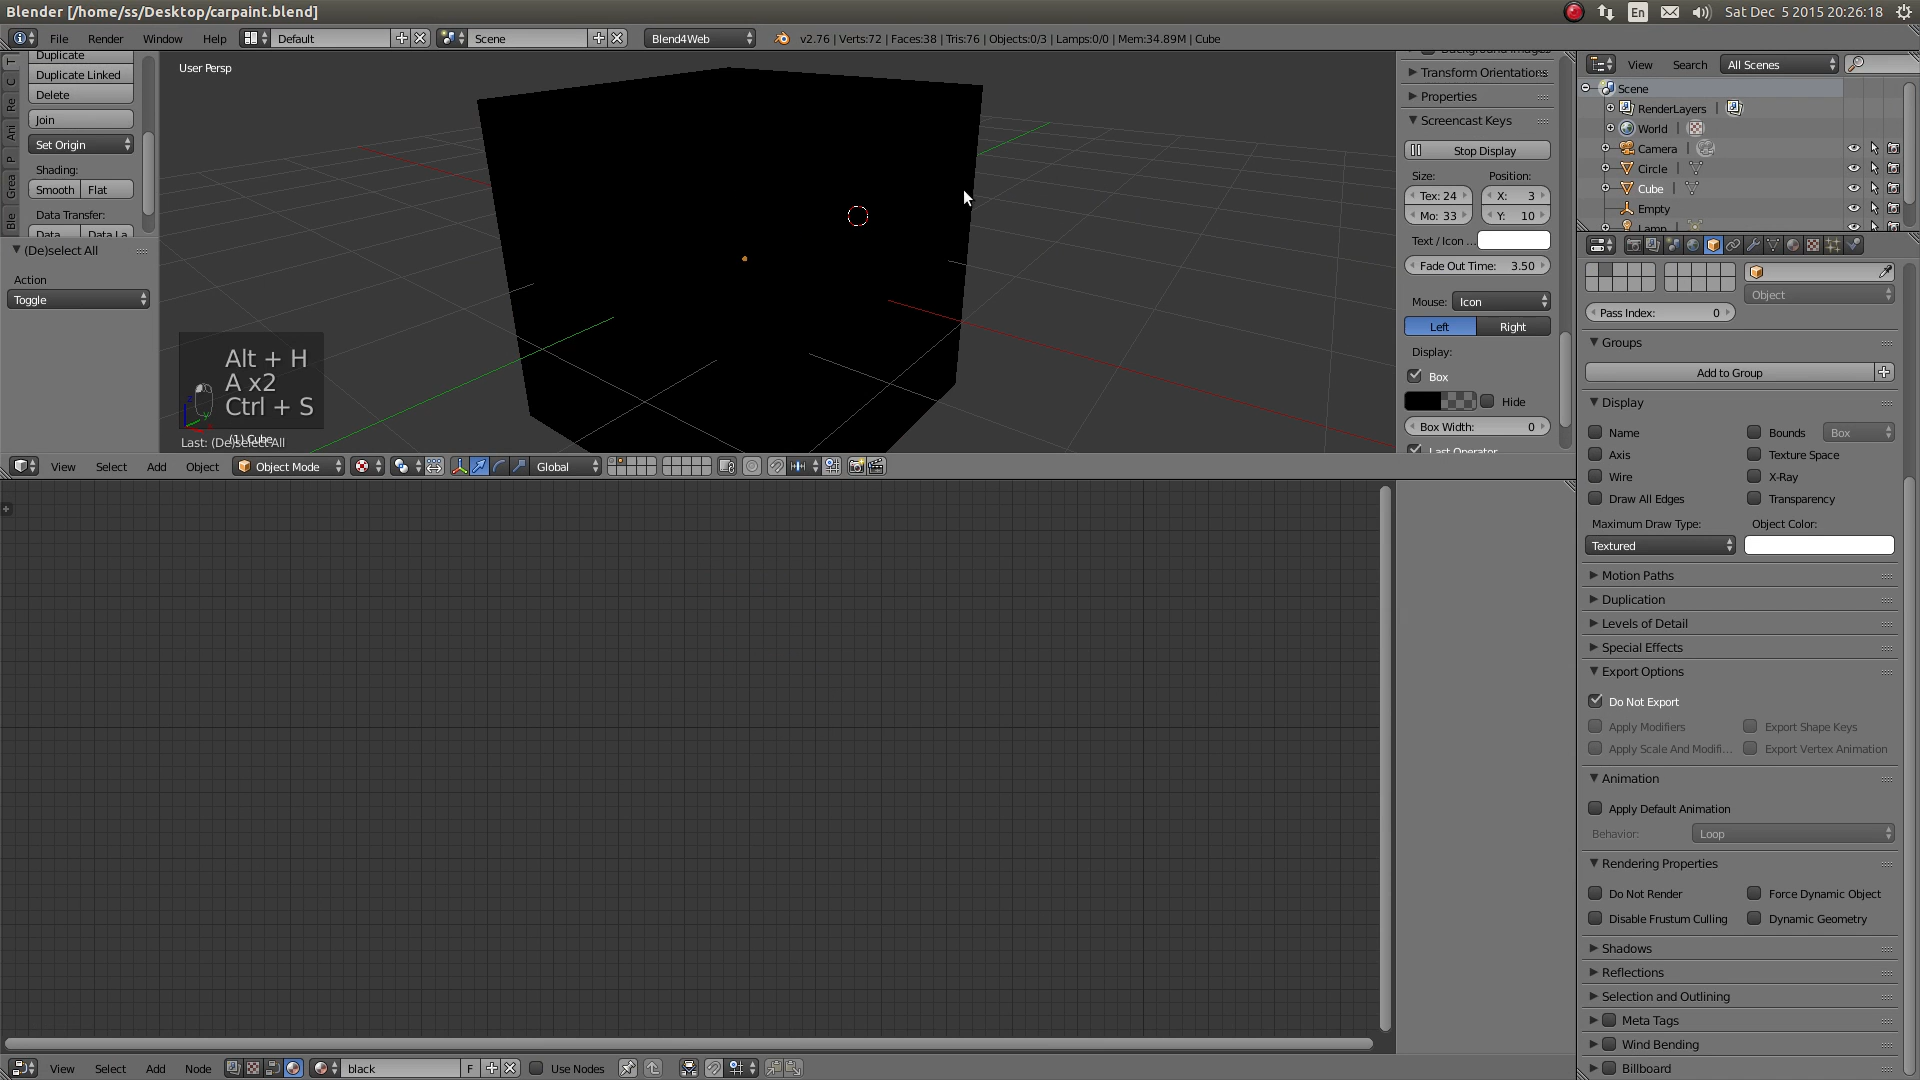 Blender [/home/ss/Desktop/carpaint.blend]
En
Sat Dec 5 2015 20:26:18
File Render Window Help
Default
Scene
Blend4Web
v2.76 | Verts:72 | Faces:38 | Tris:76 | Objects:0/3 | Lamps:0/0 | Mem:34.89M | Cube
T
C
Re
Ani
P
Grea
Ble
Duplicate
Duplicate Linked
Delete
Join
Set Origin
Shading:
Smooth Flat
Data Transfer:
Data Data La
(De)select All
Action
Toggle
User Persp
Alt + H
A x2
Ctrl + S
(1) Cube
Last: (De)select All
View Select Add Object
Object Mode
Global
Transform Orientations
Properties
Screencast Keys
Stop Display
Size: Position:
Tex: 24 X: 3
Mo: 33 Y: 10
Text / Icon ...
Fade Out Time: 3.50
Mouse: Icon
Left Right
Display:
Box
Hide
Box Width: 0
Last Operator
View Search All Scenes
Scene
RenderLayers
World
Camera
Circle
Cube
Empty
Lamp
Object
Pass Index: 0
Groups
Add to Group
Display
Name Bounds Box
Axis Texture Space
Wire X-Ray
Draw All Edges Transparency
Maximum Draw Type: Object Color:
Textured
Motion Paths
Duplication
Levels of Detail
Special Effects
Export Options
Do Not Export
Apply Modifiers Export Shape Keys
Apply Scale And Modifi... Export Vertex Animation
Animation
Apply Default Animation
Behavior: Loop
Rendering Properties
Do Not Render Force Dynamic Object
Disable Frustum Culling Dynamic Geometry
Shadows
Reflections
Selection and Outlining
Meta Tags
Wind Bending
Billboard
View Select Add Node
black F
Use Nodes